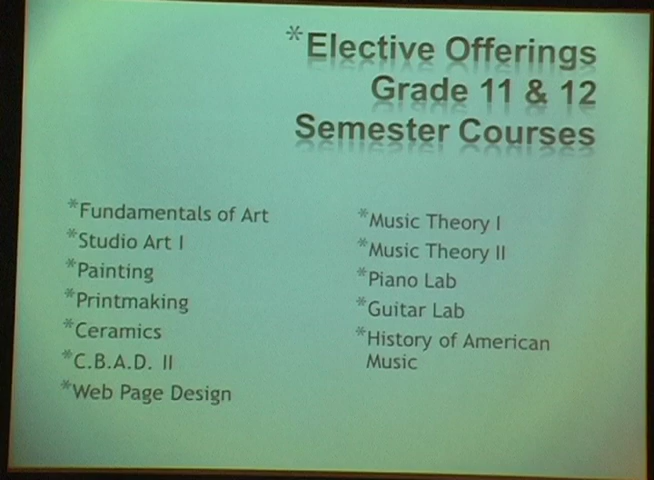 *Elective Offerings
Grade 11 & 12
Semester Courses
*Fundamentals of Art
*Studio Art I
*Painting
*Printmaking
*Ceramics
*C.B.A.D. II
*Web Page Design
*Music Theory I
*Music Theory II
*Piano Lab
*Guitar Lab
*History of American
Music